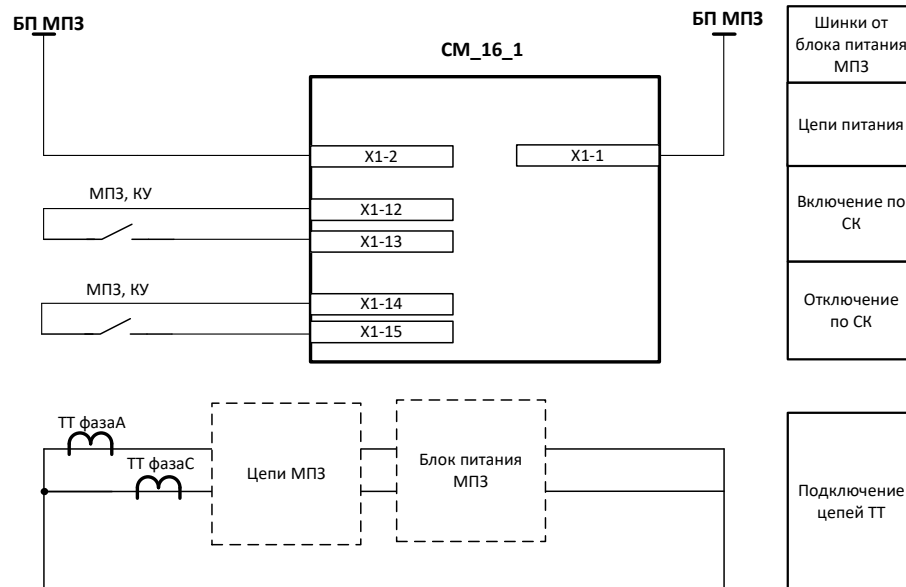 БП МПЗ
БП МПЗ
CM_16_1
X1-2
X1-1
МПЗ, КУ
X1-12
X1-13
МПЗ, КУ
X1-14
X1-15
Шинки от
блока питания
МПЗ
Цепи питания
Включение по
СК
Отключение
по СК
ТТ фазаА
ТТ фазаС
Цепи МПЗ
Блок питания
МПЗ
Подключение
цепей ТТ